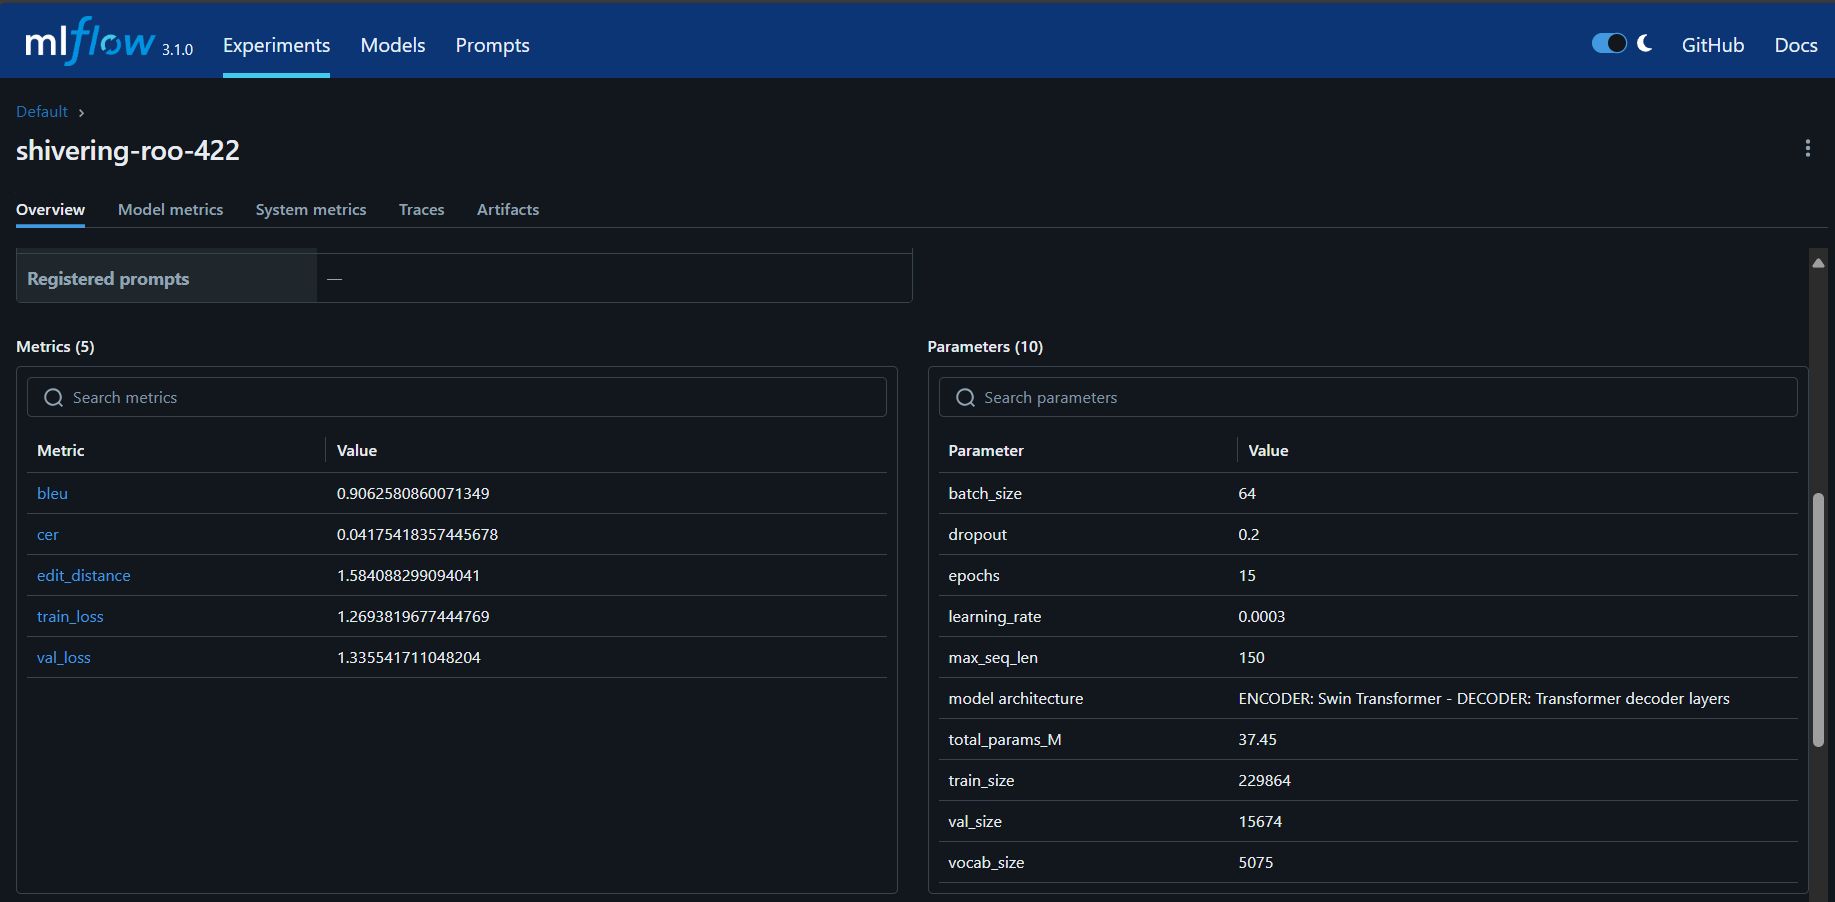 mlflow 3.1.0 Experiments Models Prompts GitHub Docs
Default
shivering-roo-422
Overview Model metrics System metrics Traces Artifacts
Registered prompts —
Metrics (5)
Search metrics
Metric Value
bleu 0.9062580860071349
cer 0.04175418357445678
edit_distance 1.584088299094041
train_loss 1.2693819677444769
val_loss 1.335541711048204
Parameters (10)
Search parameters
Parameter Value
batch_size 64
dropout 0.2
epochs 15
learning_rate 0.0003
max_seq_len 150
model architecture ENCODER: Swin Transformer - DECODER: Transformer decoder layers
total_params_M 37.45
train_size 229864
val_size 15674
vocab_size 5075